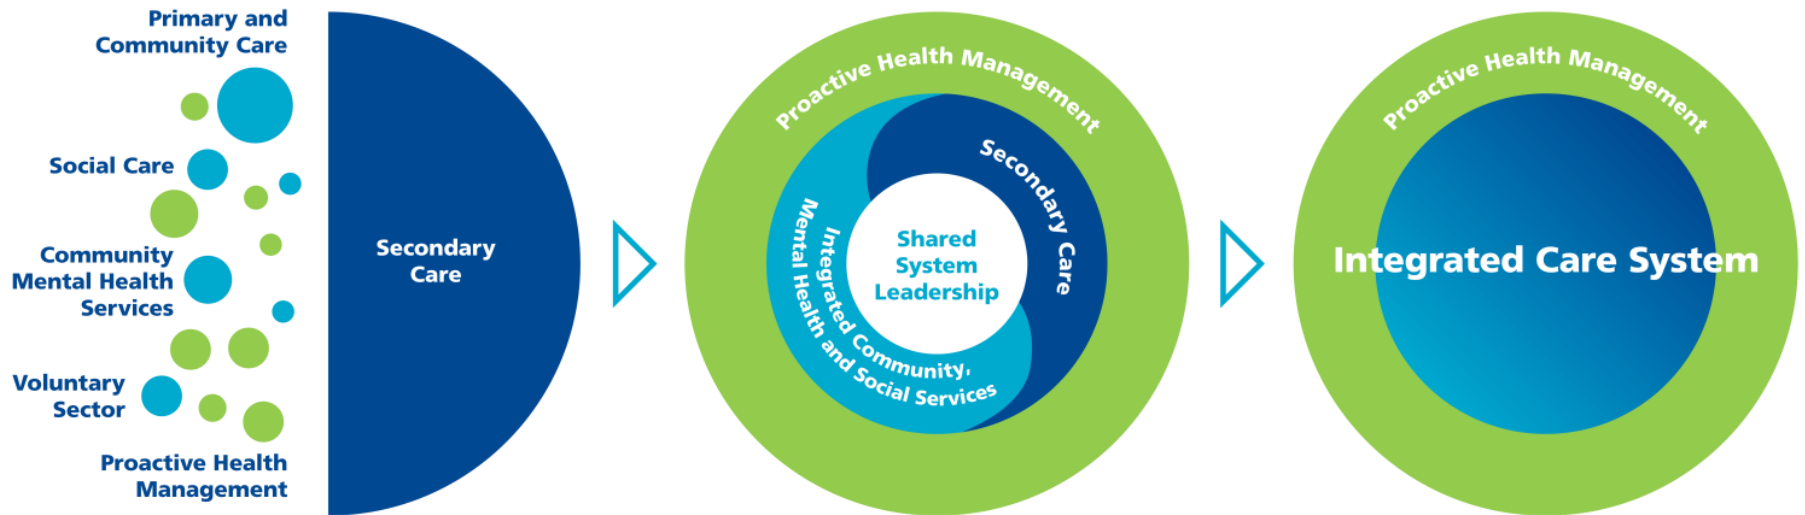 Primary and
Community Care
Social Care
Community
Mental Health
Services
Voluntary
Sector
Proactive Health
Management
Secondary
Care
Proactive Health Management
Secondary Care
Integrated Community,
Mental Health and Social Services
Shared
System
Leadership
Proactive Health Management
Integrated Care System